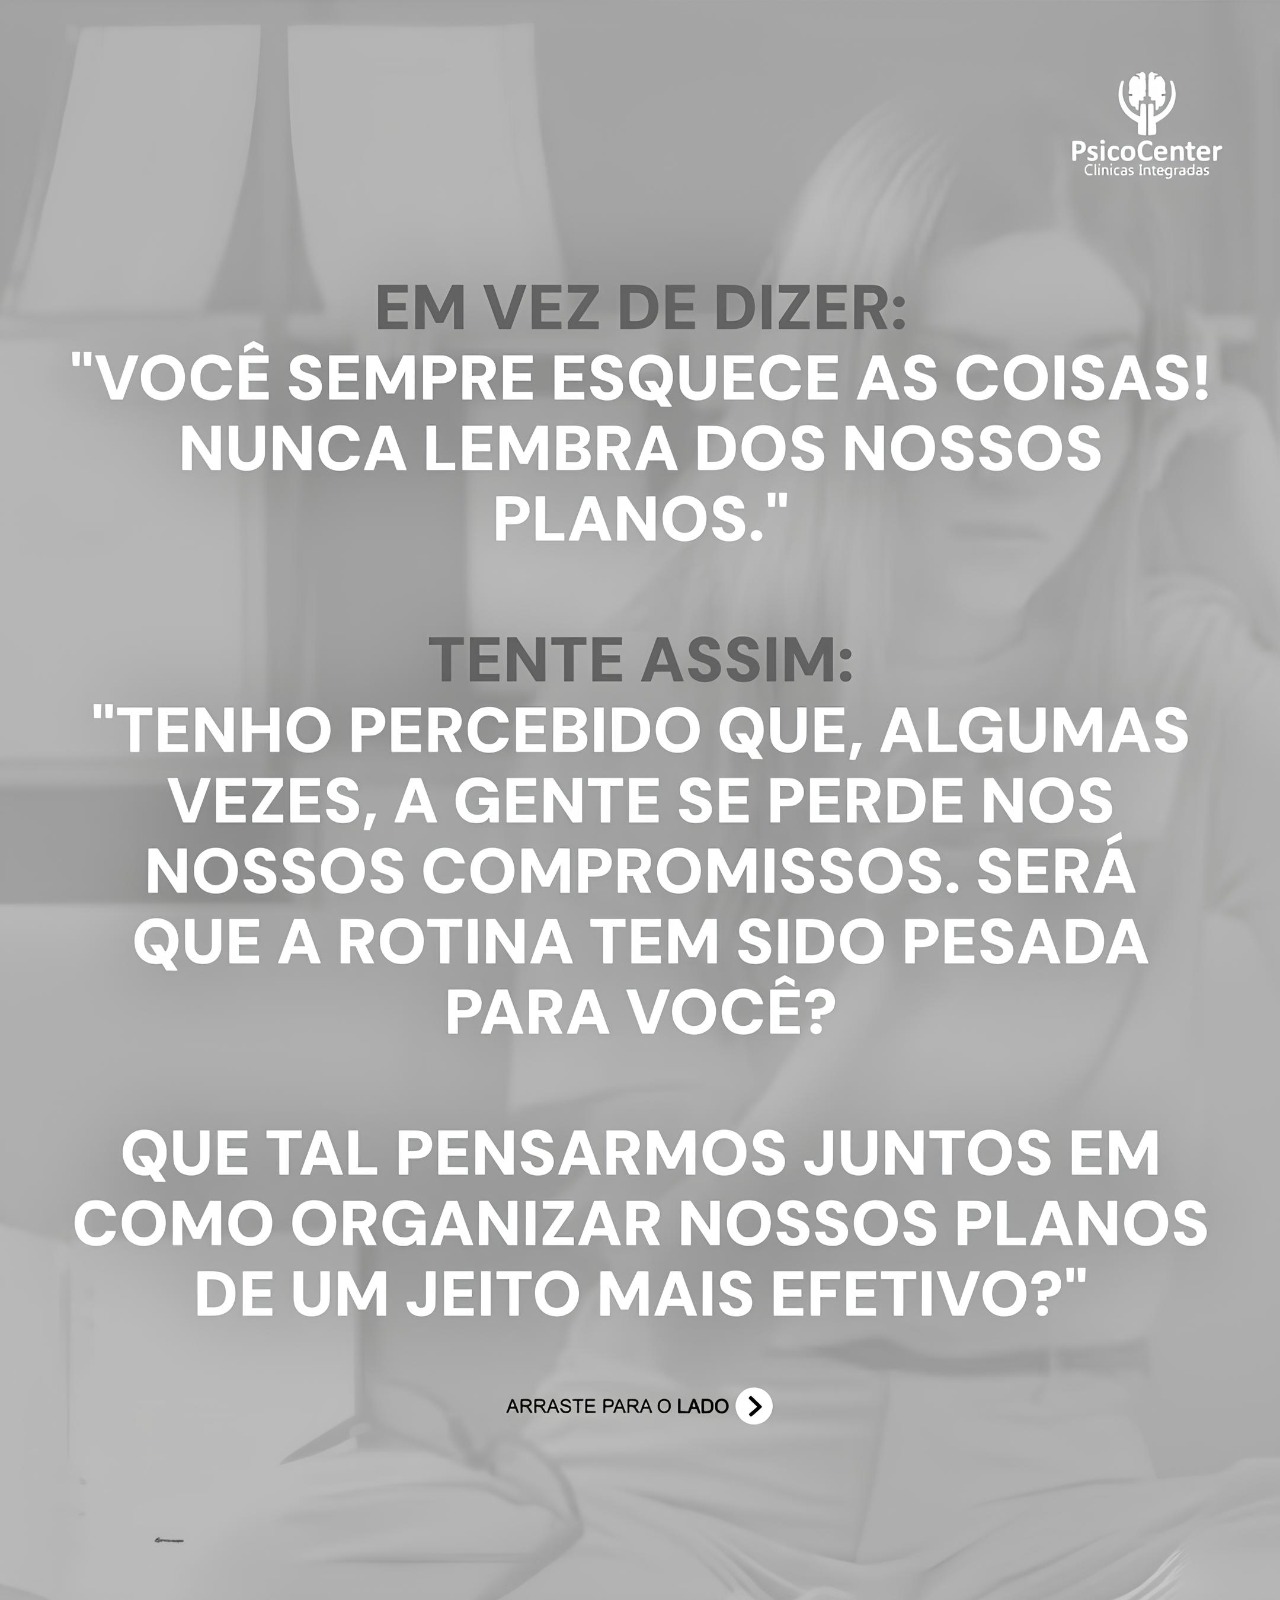 PsicoCenter
Clínicas Integradas
EM VEZ DE DIZER:
"VOCÊ SEMPRE ESQUECE AS COISAS!
NUNCA LEMBRA DOS NOSSOS
PLANOS."
TENTE ASSIM:
"TENHO PERCEBIDO QUE, ALGUMAS
VEZES, A GENTE SE PERDE NOS
NOSSOS COMPROMISSOS. SERÁ
QUE A ROTINA TEM SIDO PESADA
PARA VOCÊ?
QUE TAL PENSARMOS JUNTOS EM
COMO ORGANIZAR NOSSOS PLANOS
DE UM JEITO MAIS EFETIVO?"
ARRASTE PARA O LADO